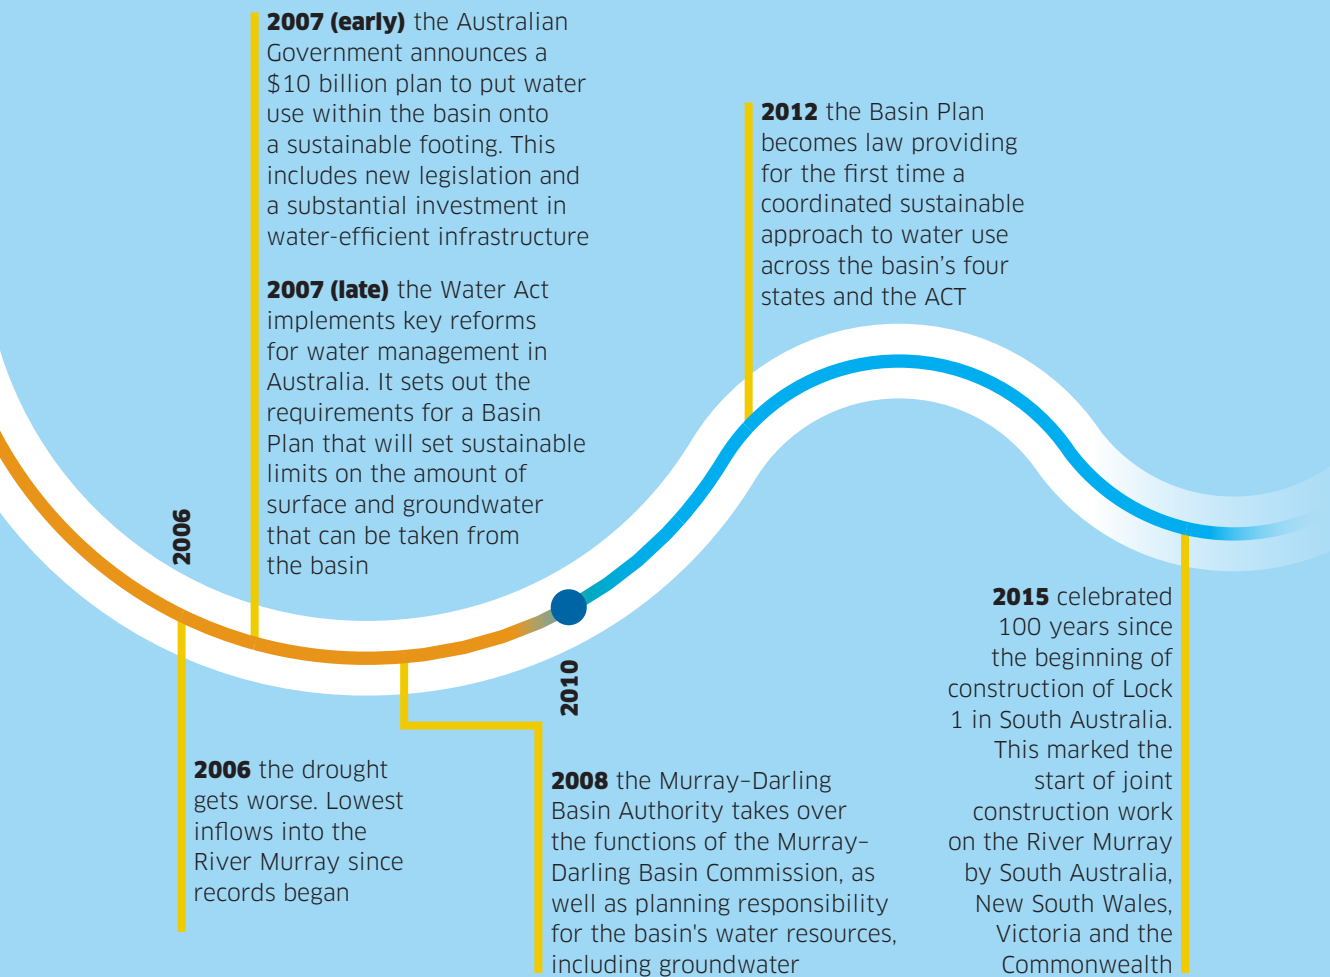 2007 (early) the Australian
Government announces a
$10 billion plan to put water
use within the basin onto
a sustainable footing. This
includes new legislation and
a substantial investment in
water-efficient infrastructure
2007 (late) the Water Act
implements key reforms
for water management in
Australia. It sets out the
requirements for a Basin
Plan that will set sustainable
limits on the amount of
surface and groundwater
that can be taken from
the basin
2012 the Basin Plan
becomes law providing
for the first time a
coordinated sustainable
approach to water use
across the basin’s four
states and the ACT
2006
2010
2006 the drought
gets worse. Lowest
inflows into the
River Murray since
records began
2008 the Murray–Darling
Basin Authority takes over
the functions of the Murray–
Darling Basin Commission, as
well as planning responsibility
for the basin's water resources,
including groundwater
2015 celebrated
100 years since
the beginning of
construction of Lock
1 in South Australia.
This marked the
start of joint
construction work
on the River Murray
by South Australia,
New South Wales,
Victoria and the
Commonwealth